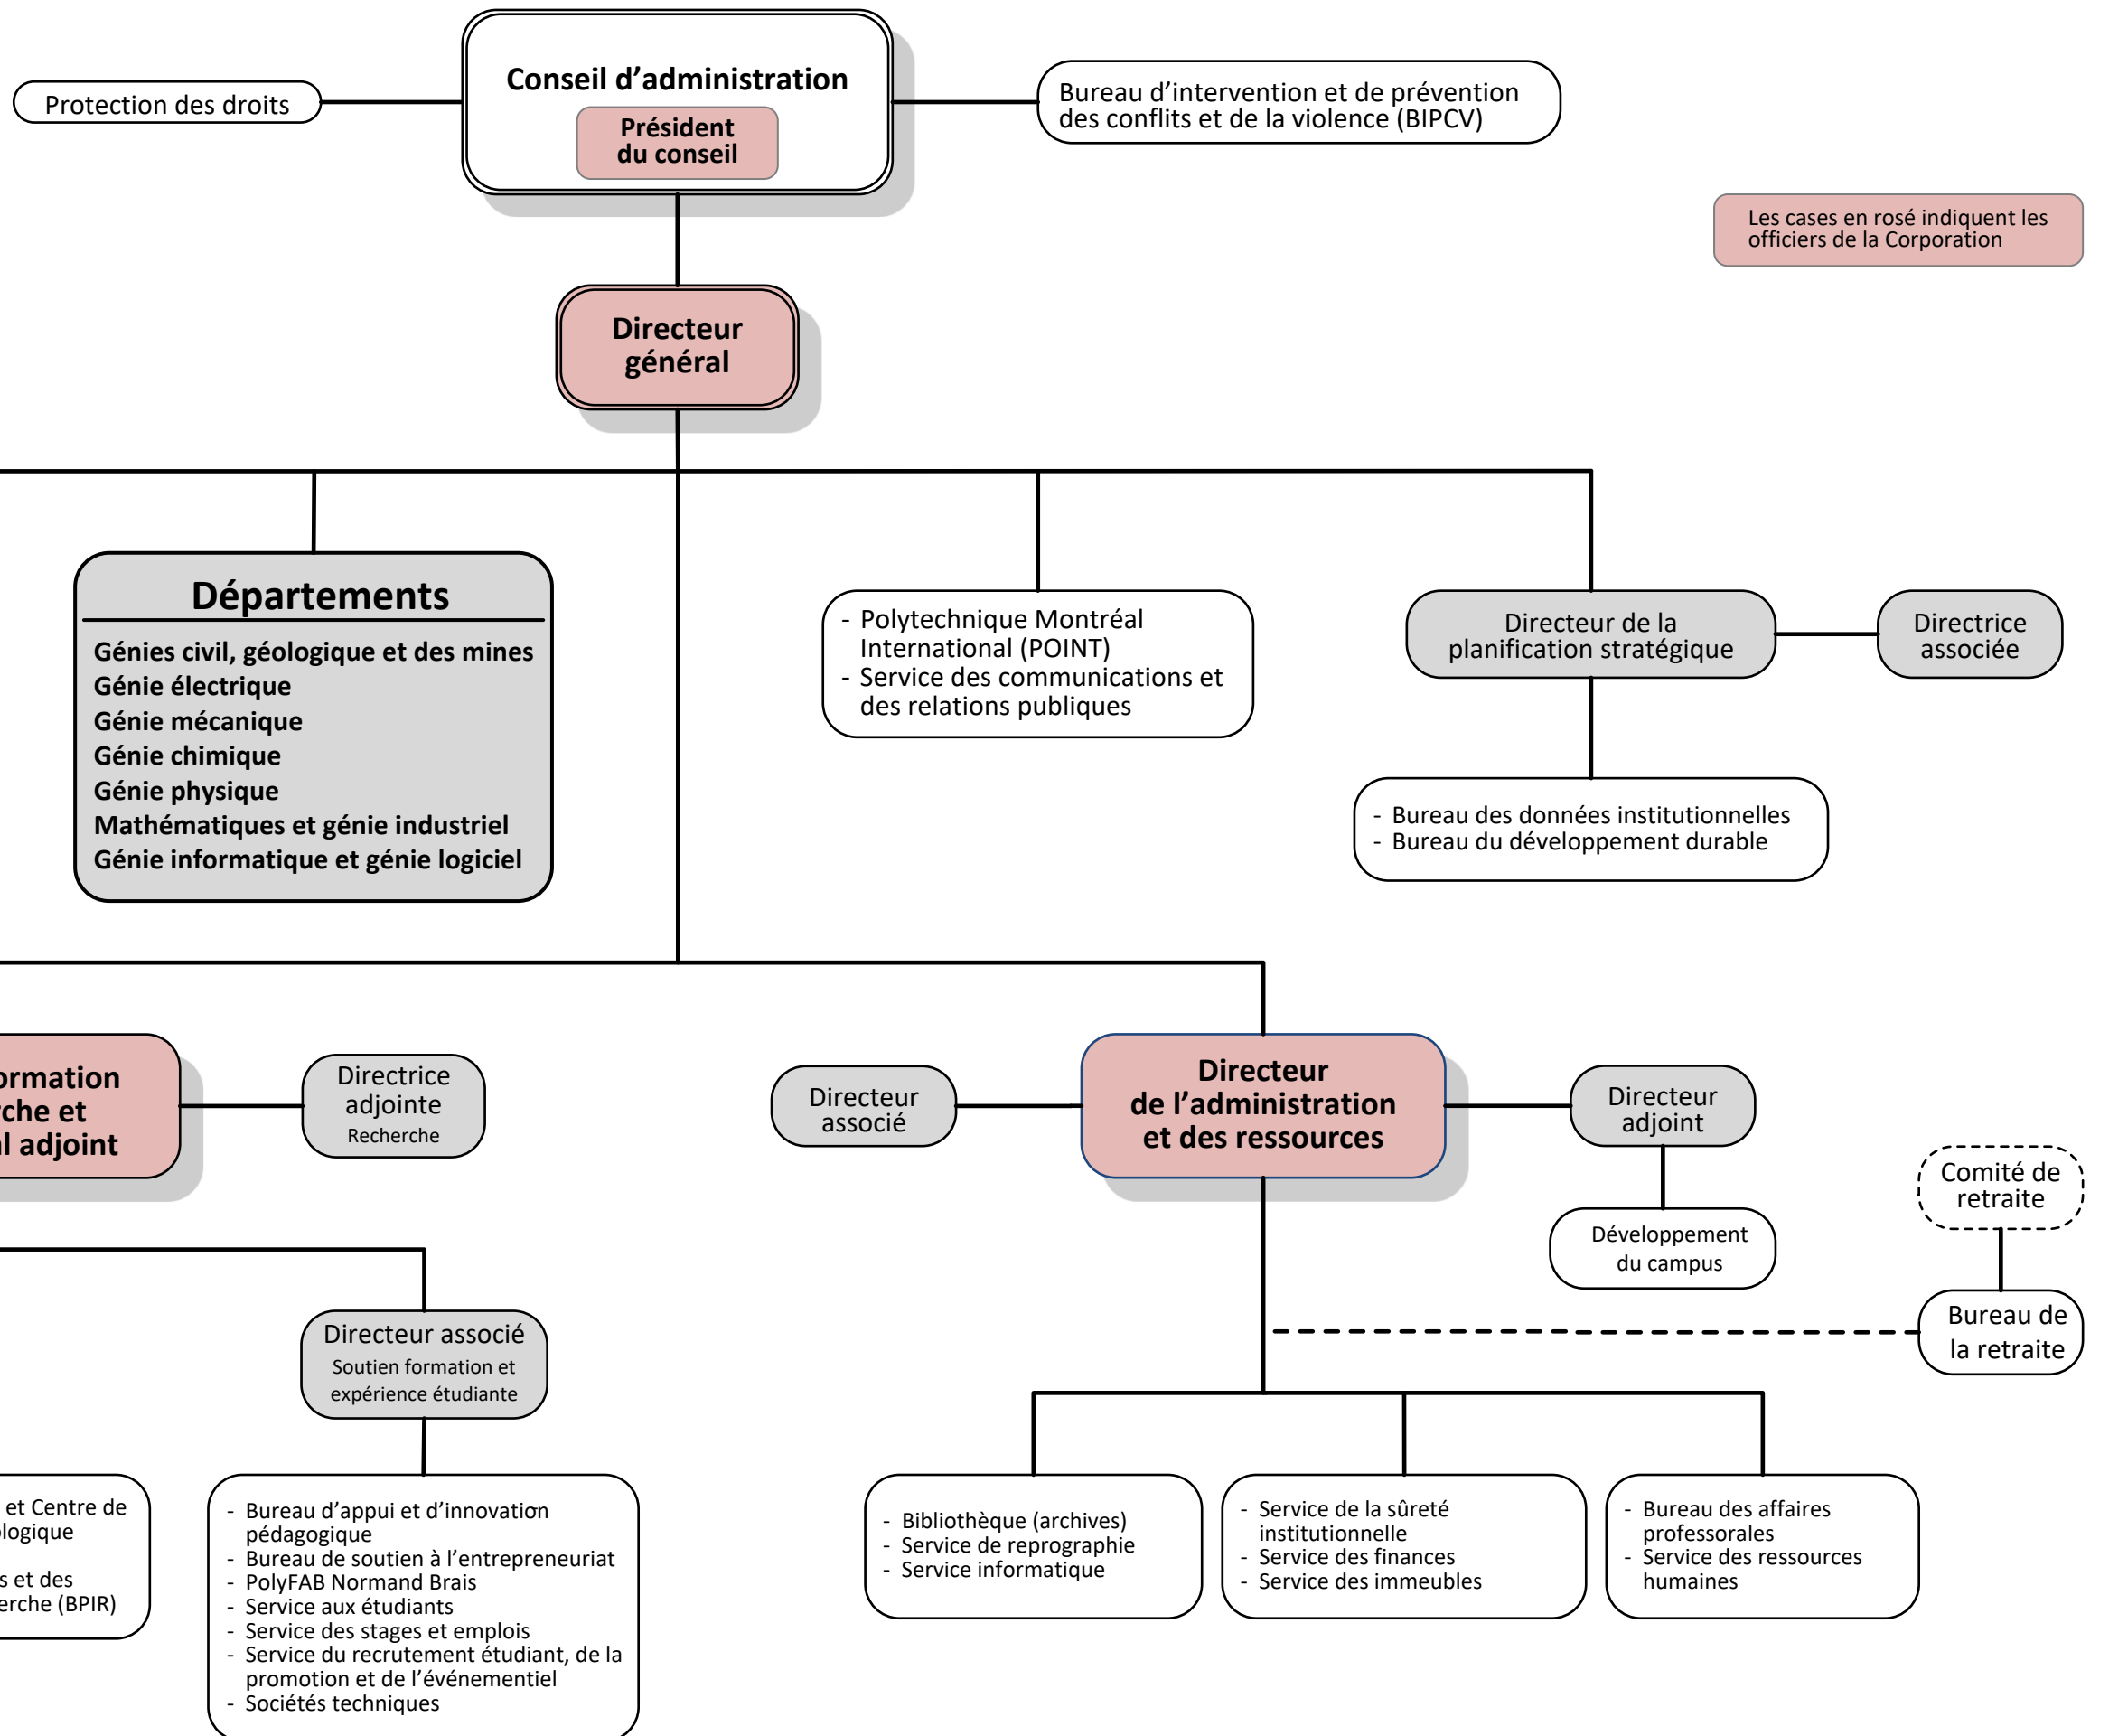 Conseil d’administration
Président
du conseil
Protection des droits
Bureau d’intervention et de prévention
des conflits et de la violence (BIPCV)
Les cases en rosé indiquent les
officiers de la Corporation
Directeur
général
Départements
Génies civil, géologique et des mines
Génie électrique
Génie mécanique
Génie chimique
Génie physique
Mathématiques et génie industriel
Génie informatique et génie logiciel
- Polytechnique Montréal
International (POINT)
- Service des communications et
des relations publiques
Directeur de la
planification stratégique
Directrice
associée
- Bureau des données institutionnelles
- Bureau du développement durable
ormation
che et
l adjoint
Directrice
adjointe
Recherche
Directeur
associé
Directeur
de l’administration
et des ressources
Directeur
adjoint
Développement
du campus
Comité de
retraite
Bureau de
la retraite
Directeur associé
Soutien formation et
expérience étudiante
et Centre de
ologique
s et des
erche (BPIR)
- Bureau d’appui et d’innovation
pédagogique
- Bureau de soutien à l’entrepreneuriat
- PolyFAB Normand Brais
- Service aux étudiants
- Service des stages et emplois
- Service du recrutement étudiant, de la
promotion et de l’événementiel
- Sociétés techniques
- Bibliothèque (archives)
- Service de reprographie
- Service informatique
- Service de la sûreté
institutionnelle
- Service des finances
- Service des immeubles
- Bureau des affaires
professorales
- Service des ressources
humaines